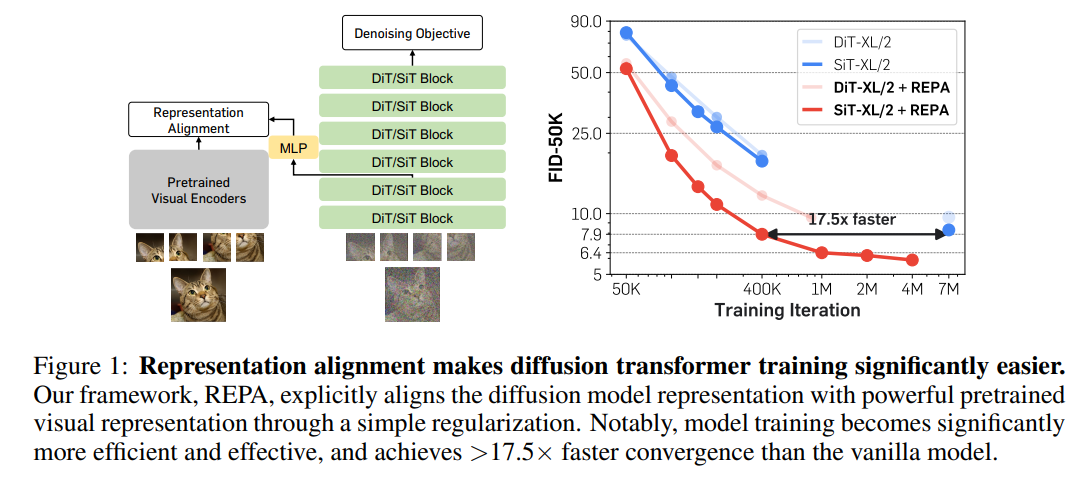 Denoising Objective
DiT/SiT Block
DiT/SiT Block
DiT/SiT Block
DiT/SiT Block
DiT/SiT Block
DiT/SiT Block
Representation
Alignment
MLP
Pretrained
Visual Encoders
FID-50K
90.0
50.0
25.0
10.0
7.9
6.4
5
DiT-XL/2
SiT-XL/2
DiT-XL/2 + REPA
SiT-XL/2 + REPA
17.5x faster
50K
400K
1M
2M
4M
7M
Training Iteration
Figure 1: Representation alignment makes diffusion transformer training significantly easier.
Our framework, REPA, explicitly aligns the diffusion model representation with powerful pretrained
visual representation through a simple regularization. Notably, model training becomes significantly
more efficient and effective, and achieves >17.5× faster convergence than the vanilla model.